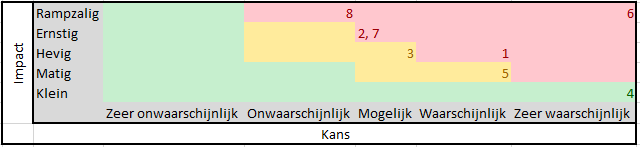 Impact
Rampzalig 8 6
Ernstig 2, 7
Hevig 3 1
Matig 5
Klein 4
Zeer onwaarschijnlijk Onwaarschijnlijk Mogelijk Waarschijnlijk Zeer waarschijnlijk
Kans